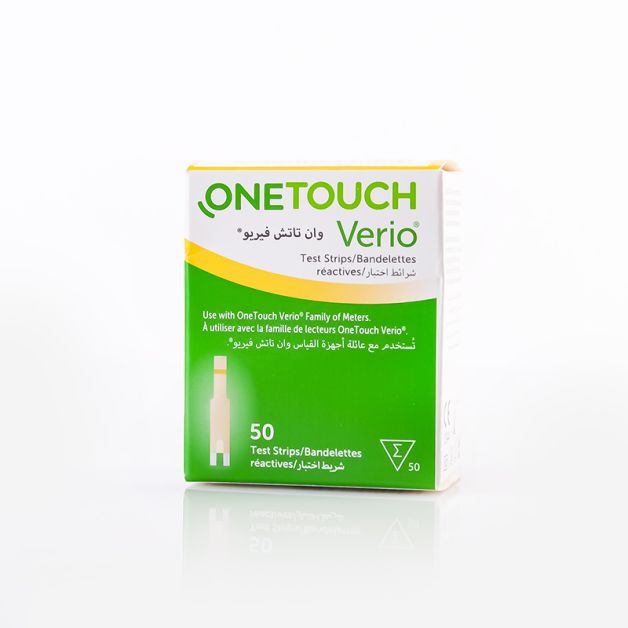 ONETOUCH
وان تاتش فيريو® Verio®
Test Strips/Bandelettes
réactives/شرائط اختبار
Use with OneTouch Verio® Family of Meters.
À utiliser avec la famille de lecteurs OneTouch Verio®.
تُستخدم مع عائلة أجهزة القياس وان تاتش فيريو®.
50
Test Strips/Bandelettes
réactives/شريط اختبار
Σ 50